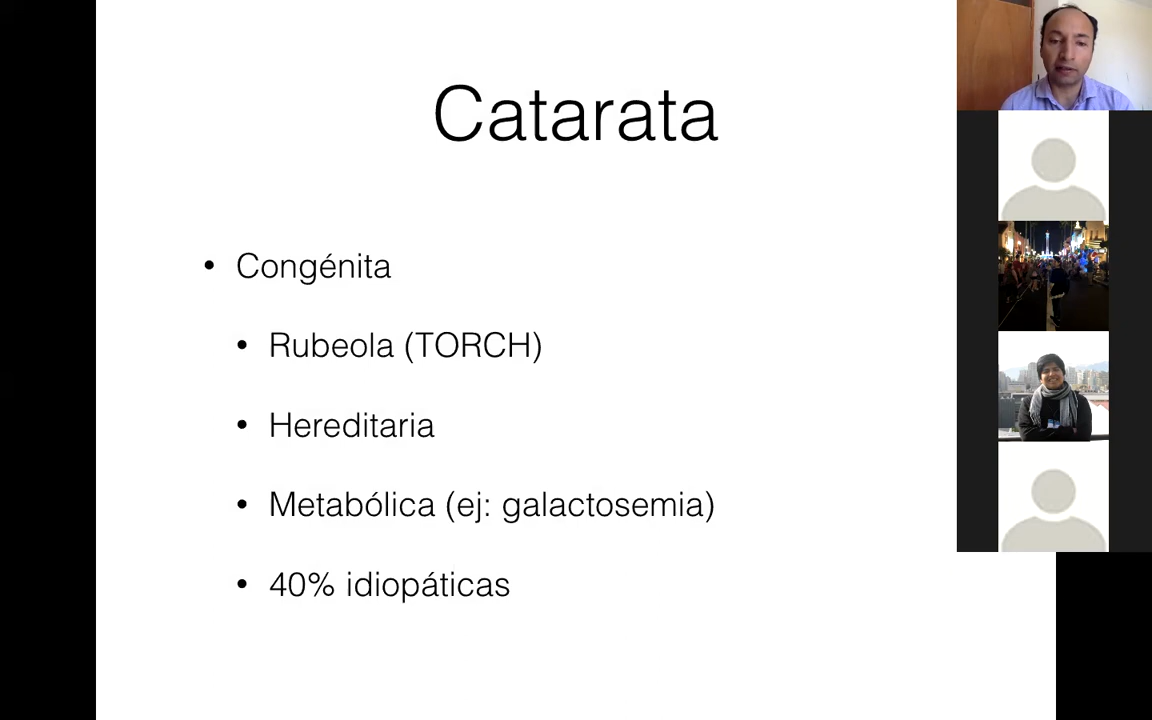 Catarata
• Congénita
• Rubeola (TORCH)
• Hereditaria
• Metabólica (ej: galactosemia)
• 40% idiopáticas